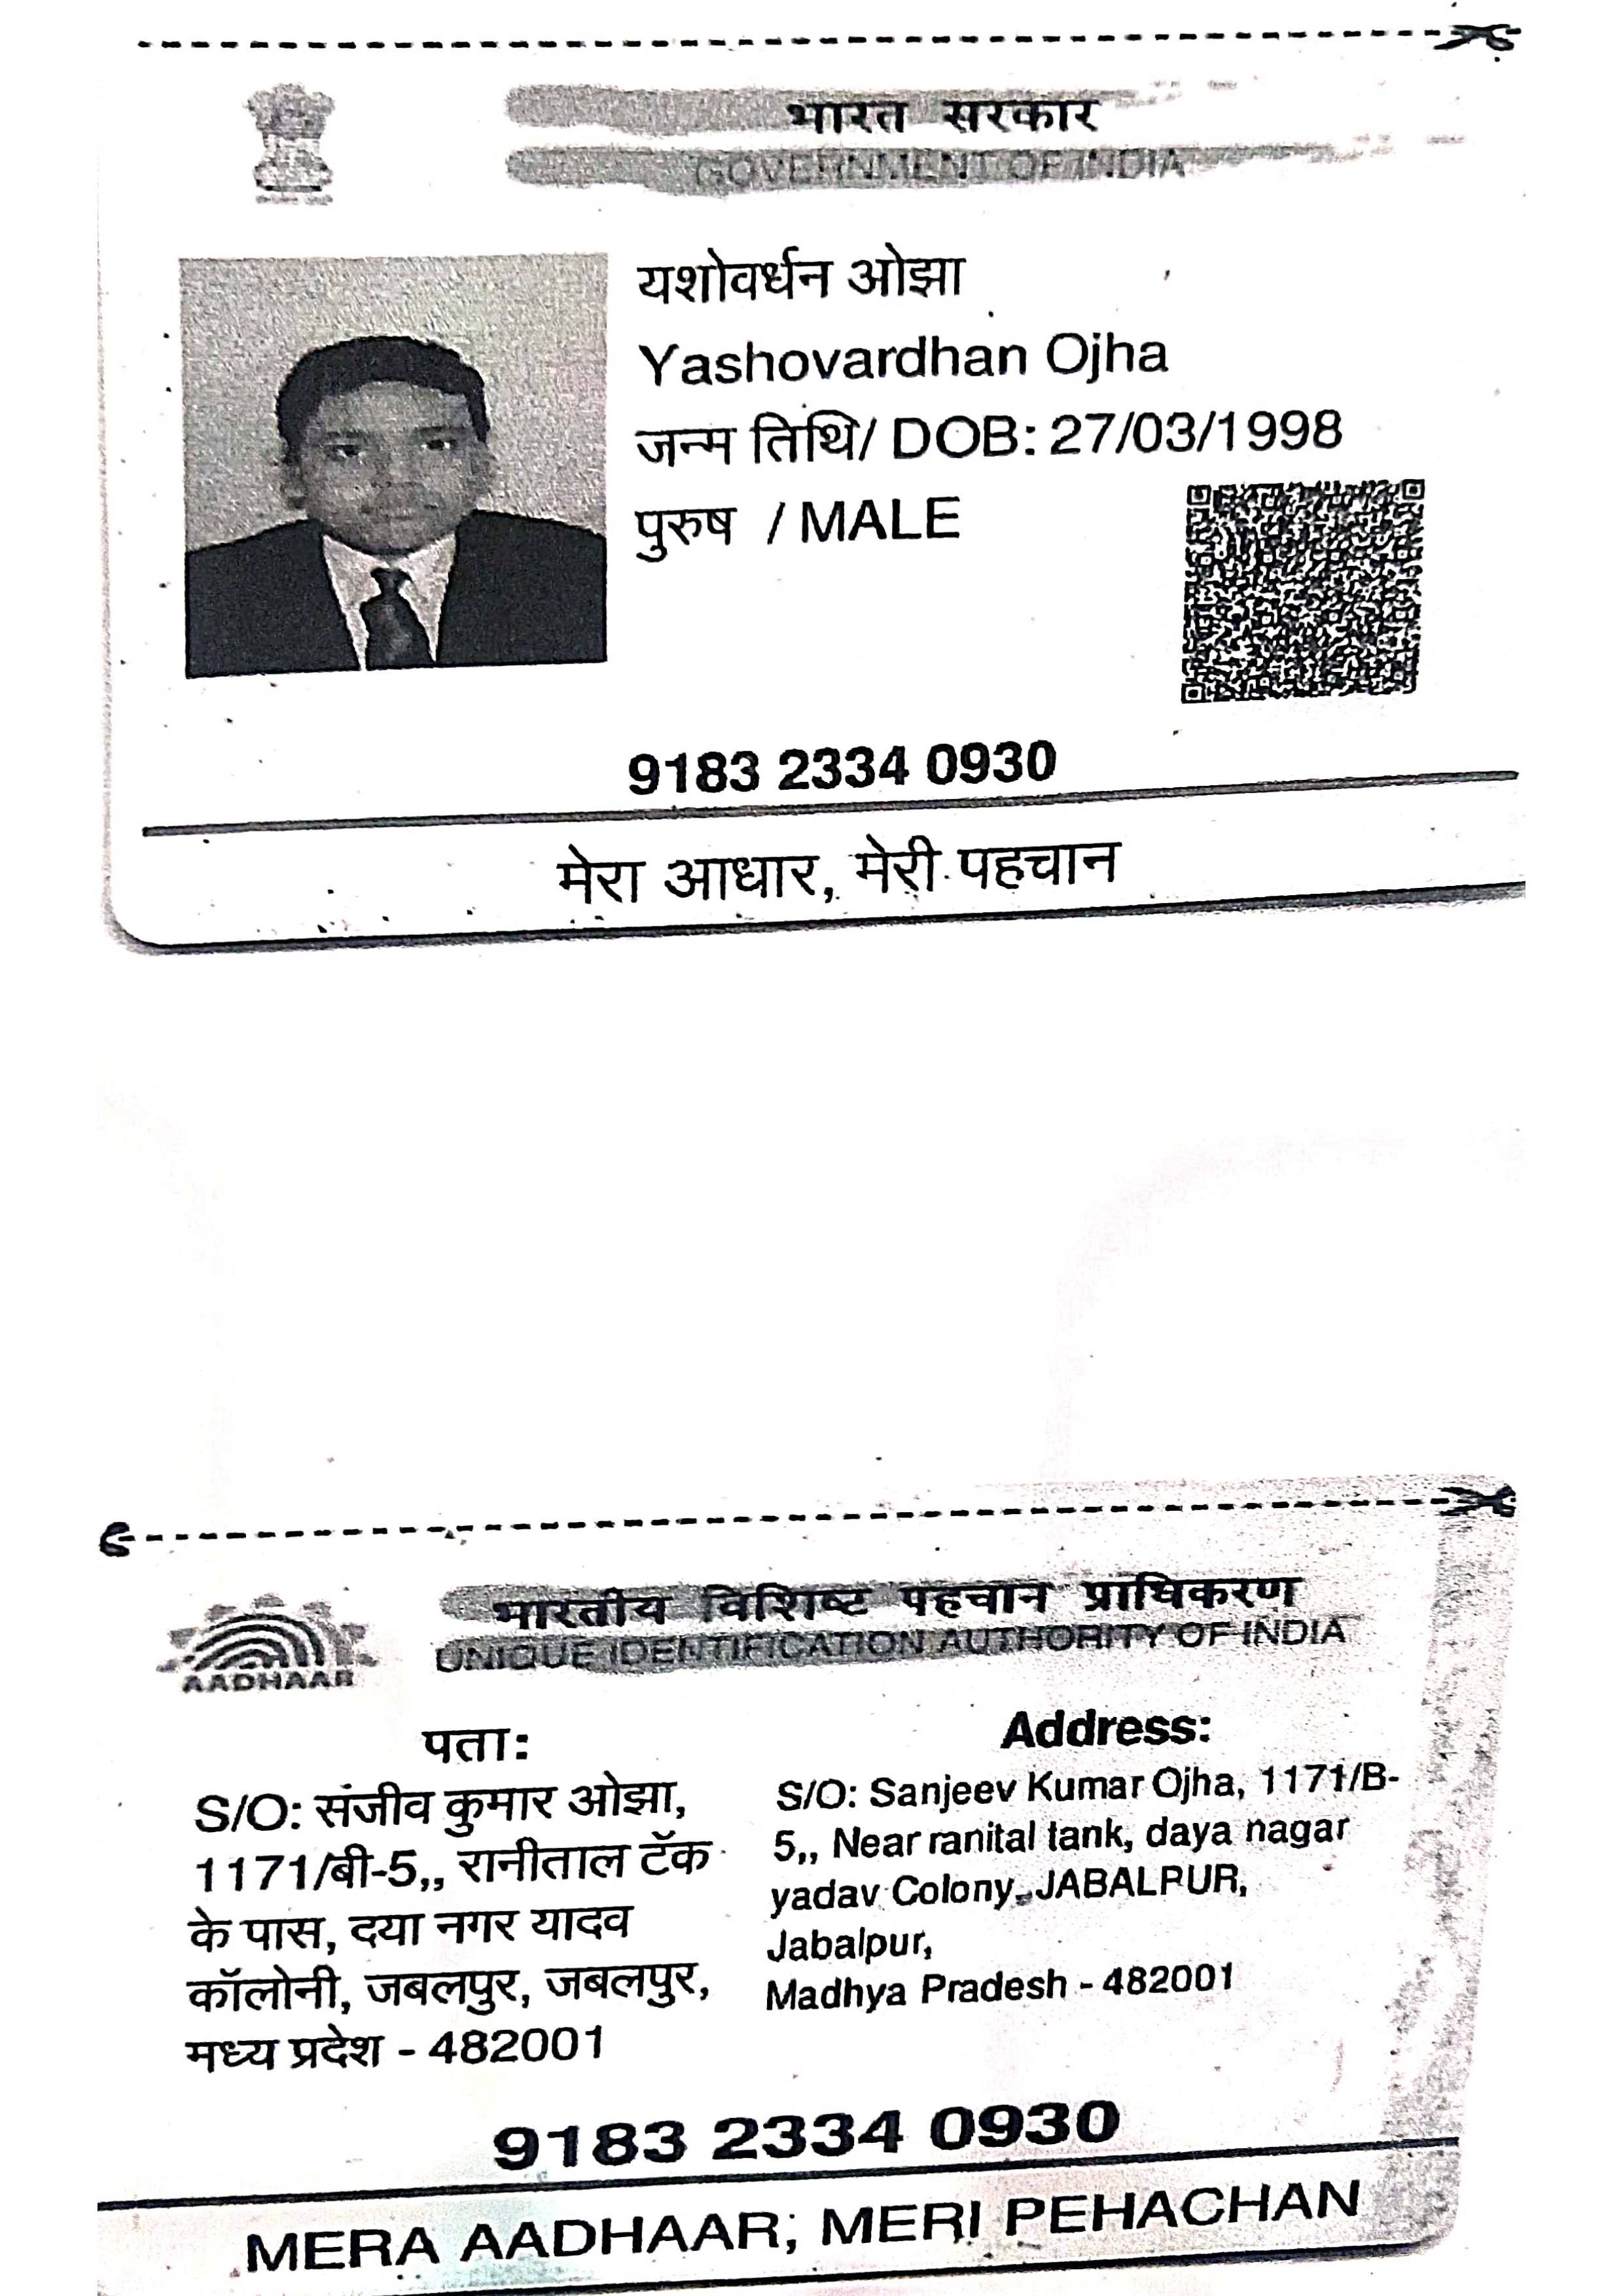 भारत सरकार
GOVERNMENT OF INDIA
यशोवर्धन ओझा
Yashovardhan Ojha
जन्म तिथि/ DOB: 27/03/1998
पुरुष / MALE
9183 2334 0930
मेरा आधार, मेरी पहचान
भारतीय विशिष्ट पहचान प्राधिकरण
UNIQUE IDENTIFICATION AUTHORITY OF INDIA
AADHAAR
पता:
S/O: संजीव कुमार ओझा,
1171/बी-5,, रानीताल टॅक
के पास, दया नगर यादव
कॉलोनी, जबलपुर, जबलपुर,
मध्य प्रदेश - 482001
Address:
S/O: Sanjeev Kumar Ojha, 1171/B-
5,, Near ranital tank, daya nagar
yadav Colony, JABALPUR,
Jabalpur,
Madhya Pradesh - 482001
9183 2334 0930
MERA AADHAAR, MERI PEHACHAN